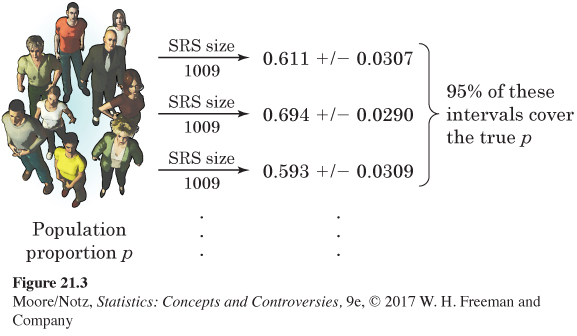 SRS size
1009
0.611 +/− 0.0307
SRS size
1009
0.694 +/− 0.0290
SRS size
1009
0.593 +/− 0.0309
95% of these
intervals cover
the true p
Population
proportion p
Figure 21.3
Moore/Notz, Statistics: Concepts and Controversies, 9e, © 2017 W. H. Freeman and
Company